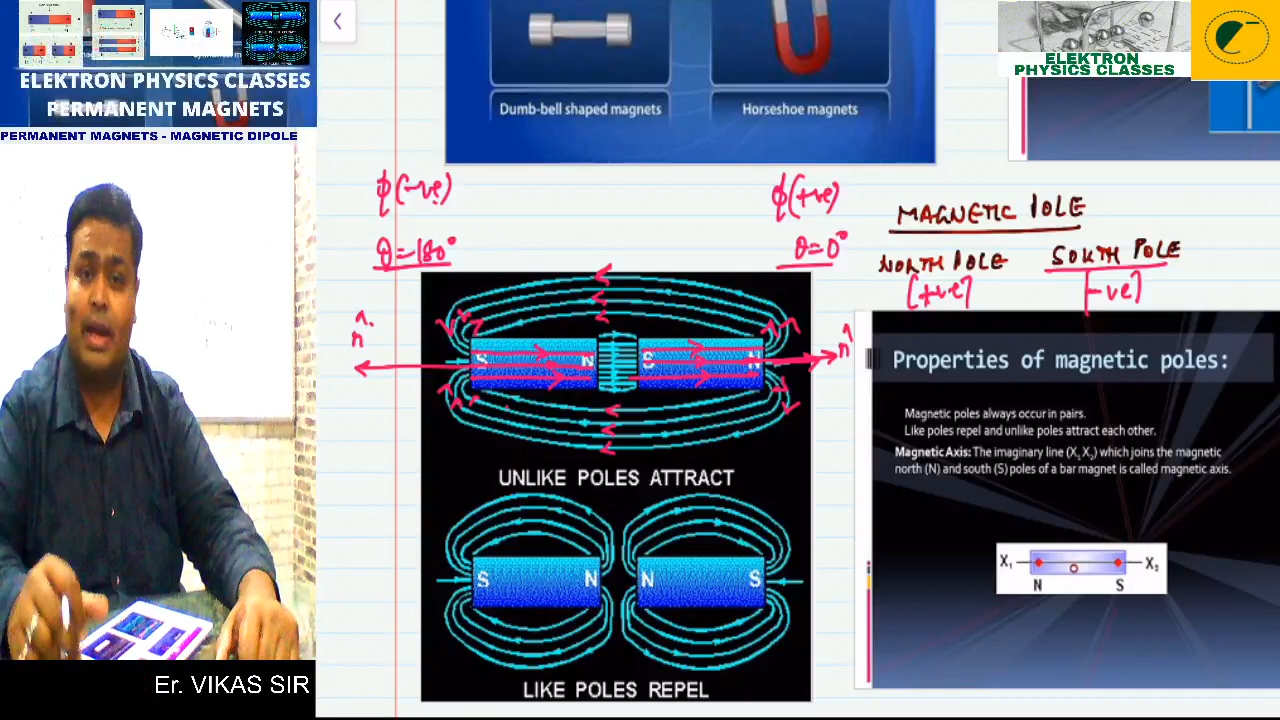 ELEKTRON PHYSICS CLASSES
PERMANENT MAGNETS
PERMANENT MAGNETS - MAGNETIC DIPOLE
Er. VIKAS SIR
Dumb-bell shaped magnets
Horseshoe magnets
ELEKTRON
PHYSICS CLASSES
ϕ(-ve)
θ=180°
ϕ(+ve)
θ=0°
n̂
S N S N
n̂
UNLIKE POLES ATTRACT
S N N S
LIKE POLES REPEL
MAGNETIC POLE
NORTH POLE
[+ve]
SOUTH POLE
[-ve]
Properties of magnetic poles:
Magnetic poles always occur in pairs.
Like poles repel and unlike poles attract each other.
Magnetic Axis: The imaginary line (X₁X₂) which joins the magnetic
north (N) and south (S) poles of a bar magnet is called magnetic axis.
X₁ X₂
N S